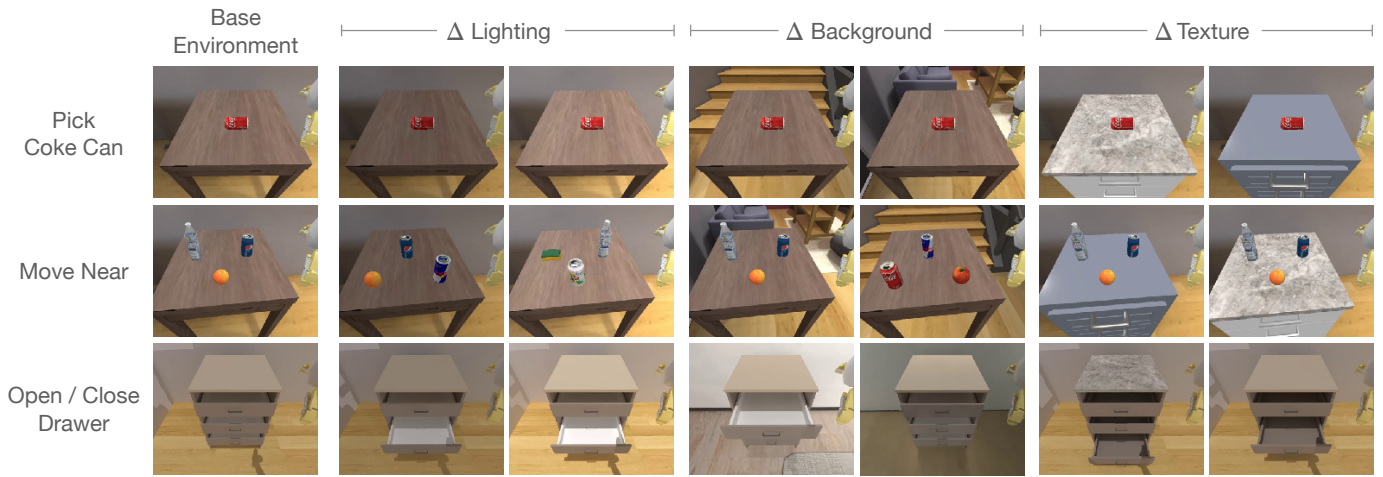 Base
Environment
Δ Lighting
Δ Background
Δ Texture
Pick
Coke Can
Move Near
Open / Close
Drawer